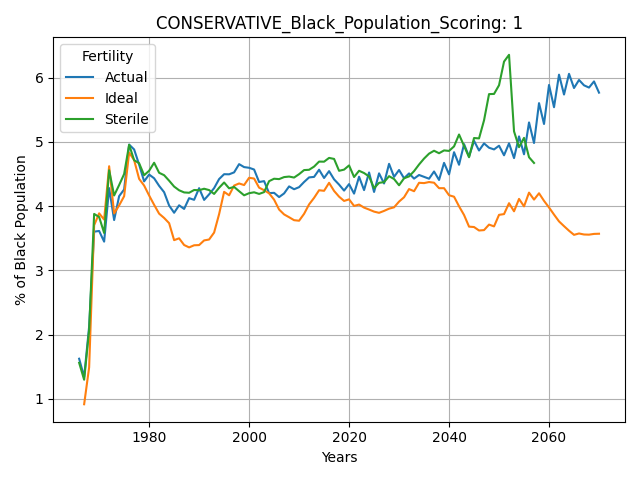 CONSERVATIVE_Black_Population_Scoring: 1
Fertility
Actual
Ideal
Sterile
% of Black Population
6
5
4
3
2
1
1980 2000 2020 2040 2060
Years